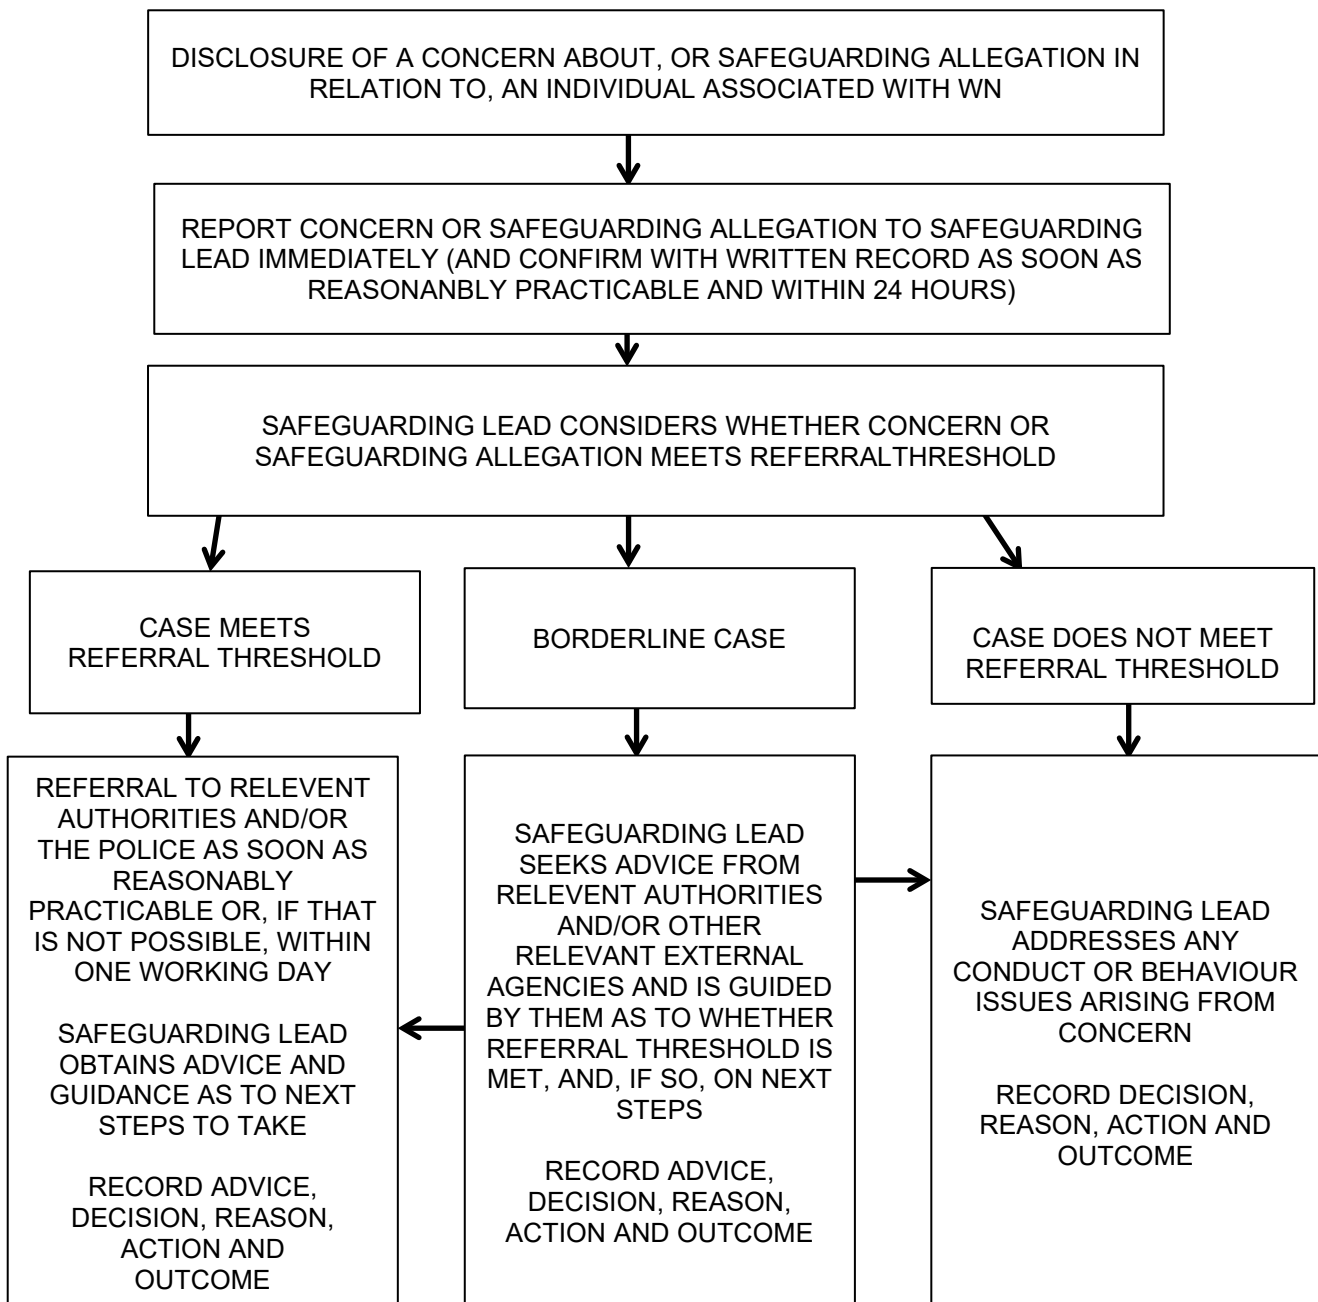 DISCLOSURE OF A CONCERN ABOUT, OR SAFEGUARDING ALLEGATION IN
RELATION TO, AN INDIVIDUAL ASSOCIATED WITH WN
REPORT CONCERN OR SAFEGUARDING ALLEGATION TO SAFEGUARDING
LEAD IMMEDIATELY (AND CONFIRM WITH WRITTEN RECORD AS SOON AS
REASONANBLY PRACTICABLE AND WITHIN 24 HOURS)
SAFEGUARDING LEAD CONSIDERS WHETHER CONCERN OR
SAFEGUARDING ALLEGATION MEETS REFERRALTHRESHOLD
CASE MEETS
REFERRAL THRESHOLD
BORDERLINE CASE
CASE DOES NOT MEET
REFERRAL THRESHOLD
REFERRAL TO RELEVENT
AUTHORITIES AND/OR
THE POLICE AS SOON AS
REASONABLY
PRACTICABLE OR, IF THAT
IS NOT POSSIBLE, WITHIN
ONE WORKING DAY
SAFEGUARDING LEAD
OBTAINS ADVICE AND
GUIDANCE AS TO NEXT
STEPS TO TAKE
RECORD ADVICE,
DECISION, REASON,
ACTION AND
OUTCOME
SAFEGUARDING LEAD
SEEKS ADVICE FROM
RELEVENT AUTHORITIES
AND/OR OTHER
RELEVANT EXTERNAL
AGENCIES AND IS GUIDED
BY THEM AS TO WHETHER
REFERRAL THRESHOLD IS
MET, AND, IF SO, ON NEXT
STEPS
RECORD ADVICE,
DECISION, REASON,
ACTION AND OUTCOME
SAFEGUARDING LEAD
ADDRESSES ANY
CONDUCT OR BEHAVIOUR
ISSUES ARISING FROM
CONCERN
RECORD DECISION,
REASON, ACTION AND
OUTCOME